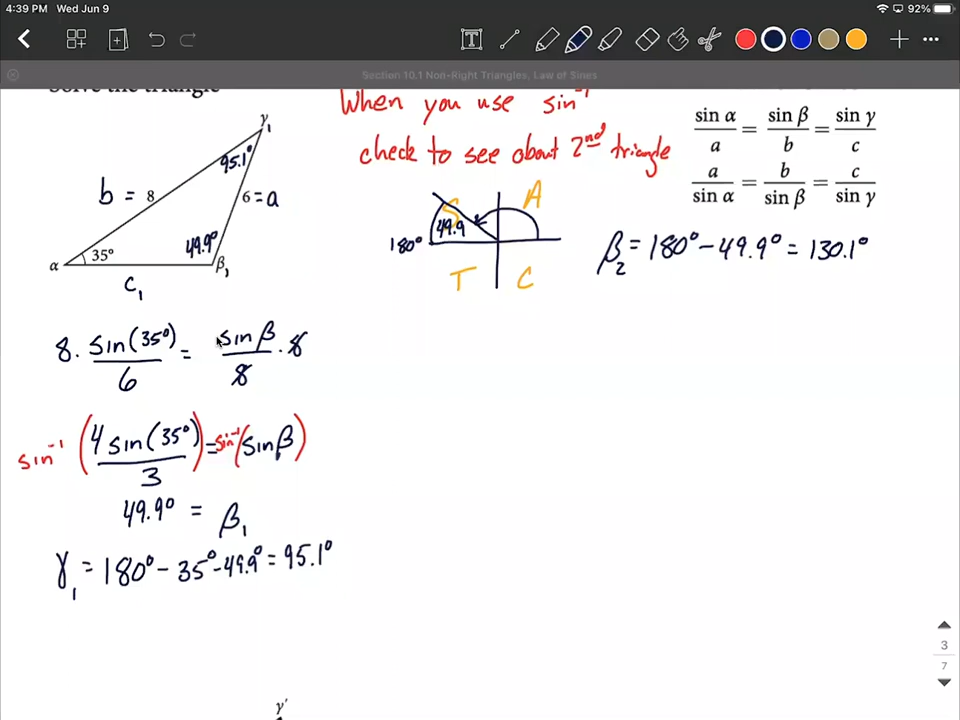 4:39 PM Wed Jun 9
92%
Section 10.1 Non-Right Triangles, Law of Sines
Solve the triangle
γ₁
95.1°
b = 8
6 = a
α
35°
49.9°
β₁
c₁
8 · sin(35°)/6 = sin β/8 · 8
sin⁻¹ (4 sin(35°)/3) = sin⁻¹ (sin β)
49.9° = β₁
γ₁ = 180° - 35° - 49.9° = 95.1°
When you use sin⁻¹
check to see about 2nd triangle
S
A
49.9
180°
T
C
sin α/a = sin β/b = sin γ/c
a/sin α = b/sin β = c/sin γ
β₂ = 180° - 49.9° = 130.1°
3
7
γ'